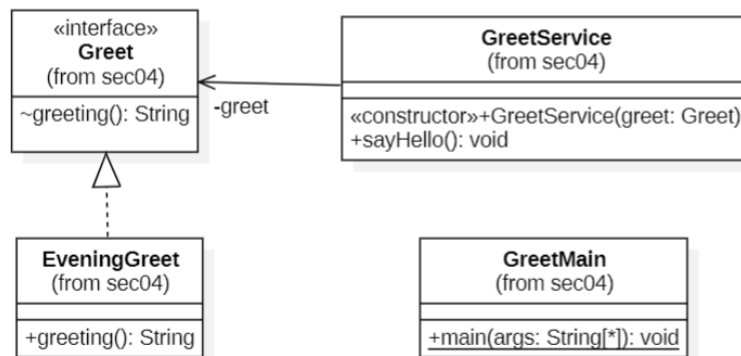 «interface»
Greet
(from sec04)
~greeting(): String
-greet
GreetService
(from sec04)
«constructor»+GreetService(greet: Greet)
+sayHello(): void
EveningGreet
(from sec04)
+greeting(): String
GreetMain
(from sec04)
+main(args: String[*]): void